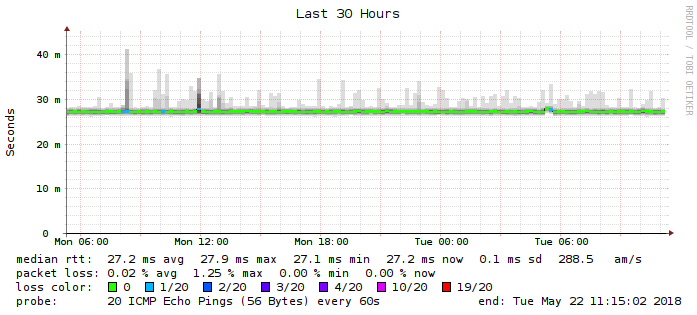 Last 30 Hours
RRDTOOL / TOBI OETIKER
Seconds
40 m
30 m
20 m
10 m
0
Mon 06:00 Mon 12:00 Mon 18:00 Tue 00:00 Tue 06:00
median rtt: 27.2 ms avg 27.9 ms max 27.1 ms min 27.2 ms now 0.1 ms sd 288.5 am/s
packet loss: 0.02 % avg 1.25 % max 0.00 % min 0.00 % now
loss color: 0 1/20 2/20 3/20 4/20 10/20 19/20
probe: 20 ICMP Echo Pings (56 Bytes) every 60s end: Tue May 22 11:15:02 2018